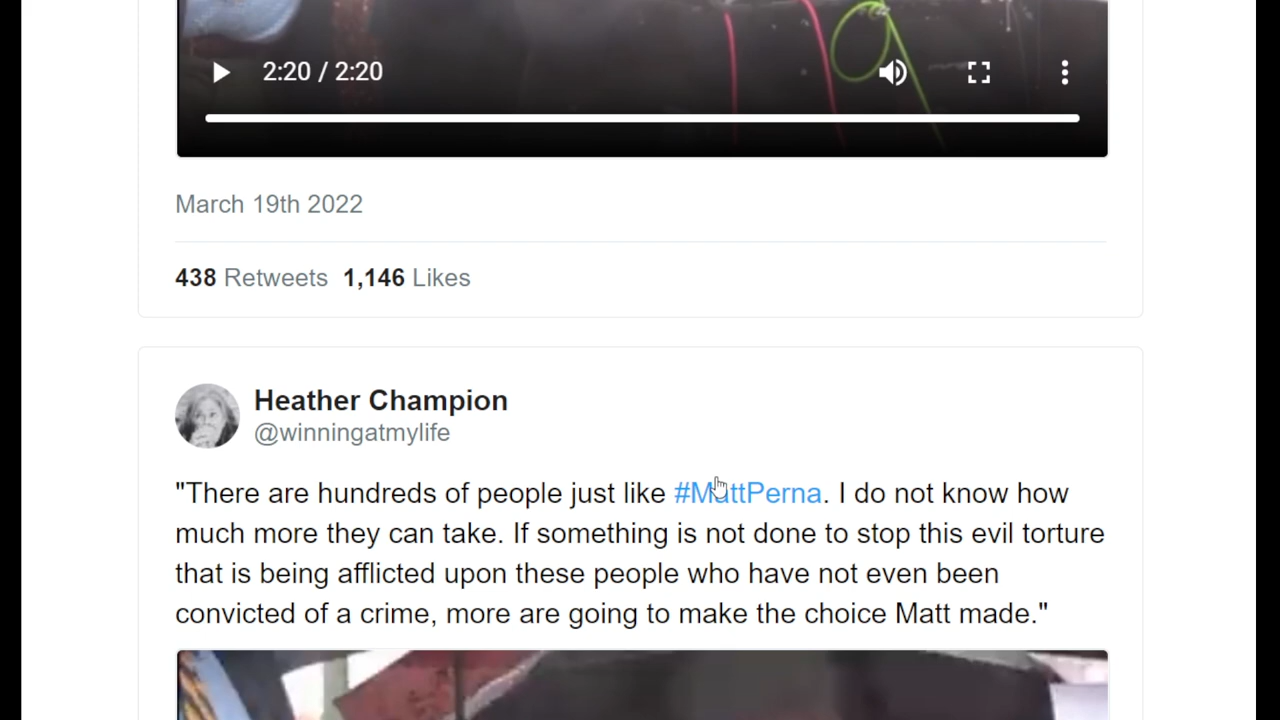 2:20 / 2:20
March 19th 2022
438 Retweets 1,146 Likes
Heather Champion
@winningatmylife
"There are hundreds of people just like #MattPerna. I do not know how
much more they can take. If something is not done to stop this evil torture
that is being afflicted upon these people who have not even been
convicted of a crime, more are going to make the choice Matt made."